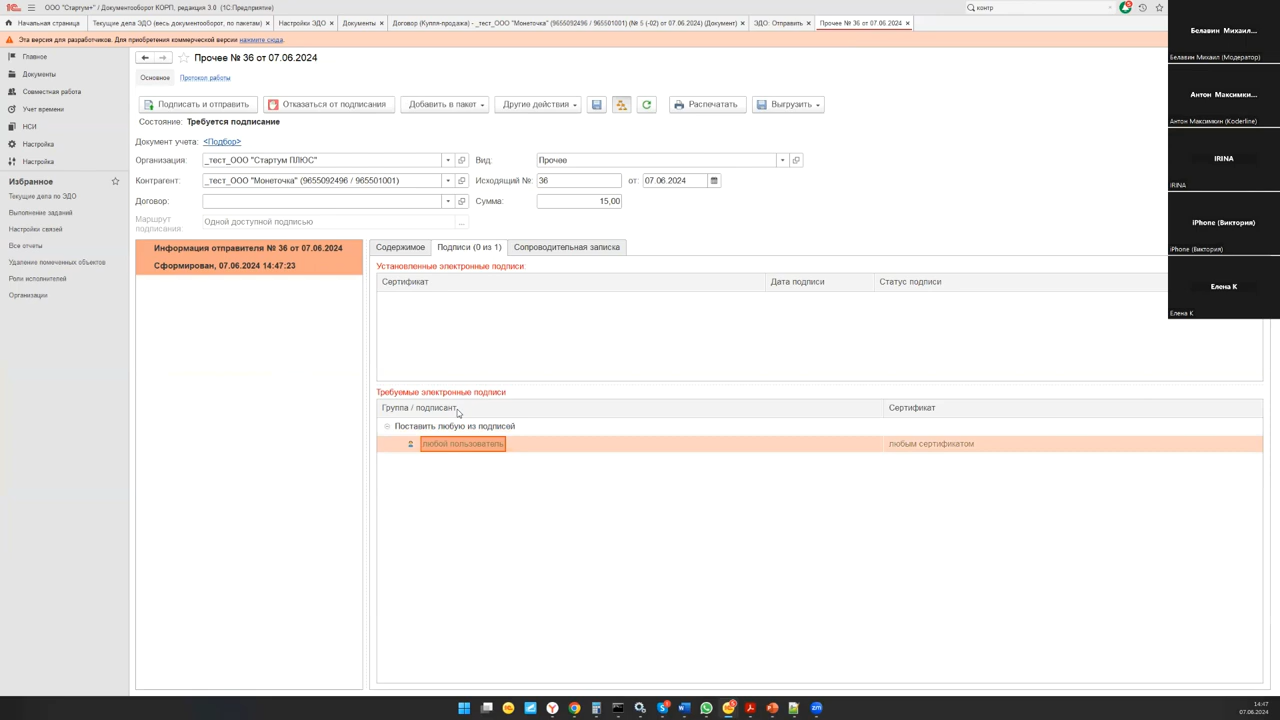 ООО "Стартум+" / Документооборот КОРП, редакция 3.0 (1С:Предприятие)
контр
Начальная страница
Текущие дела ЭДО (весь документооборот, по пакетам) ×
Настройки ЭДО ×
Документы ×
Договор (Купля-продажа) - _тест_ООО "Монеточка" (9655092496 / 965501001) (№ 5 (-02) от 07.06.2024) (Документ) ×
ЭДО: Отправить ×
Прочее № 36 от 07.06.2024 ×
Эта версия для разработчиков. Для приобретения коммерческой версии нажмите сюда.
Главное
Документы
Совместная работа
Учет времени
НСИ
Настройка
Настройка
Избранное
Текущие дела по ЭДО
Выполнение заданий
Настройки связей
Все отчеты
Удаление помеченных объектов
Роли исполнителей
Организации
Прочее № 36 от 07.06.2024
Основное Протокол работы
Подписать и отправить Отказаться от подписания Добавить в пакет Другие действия Распечатать Выгрузить
Состояние: Требуется подписание
Документ учета: <Подбор>
Организация: _тест_ООО "Стартум ПЛЮС" Вид: Прочее
Контрагент: _тест_ООО "Монеточка" (9655092496 / 965501001) Исходящий №: 36 от: 07.06.2024
Договор: Сумма: 15,00
Маршрут подписания: Одной доступной подписью ...
Информация отправителя № 36 от 07.06.2024
Сформирован, 07.06.2024 14:47:23
Содержимое Подписи (0 из 1) Сопроводительная записка
Установленные электронные подписи:
Сертификат Дата подписи Статус подписи
Требуемые электронные подписи
Группа / подписант Сертификат
Поставить любую из подписей
любой пользователь любым сертификатом
Белавин Михаил...
Белавин Михаил (Модератор)
Антон Максимки...
Антон Максимкин (Koderline)
IRINA
IRINA
iPhone (Виктория)
iPhone (Виктория)
Елена К
Елена К
14:47
07.06.2024